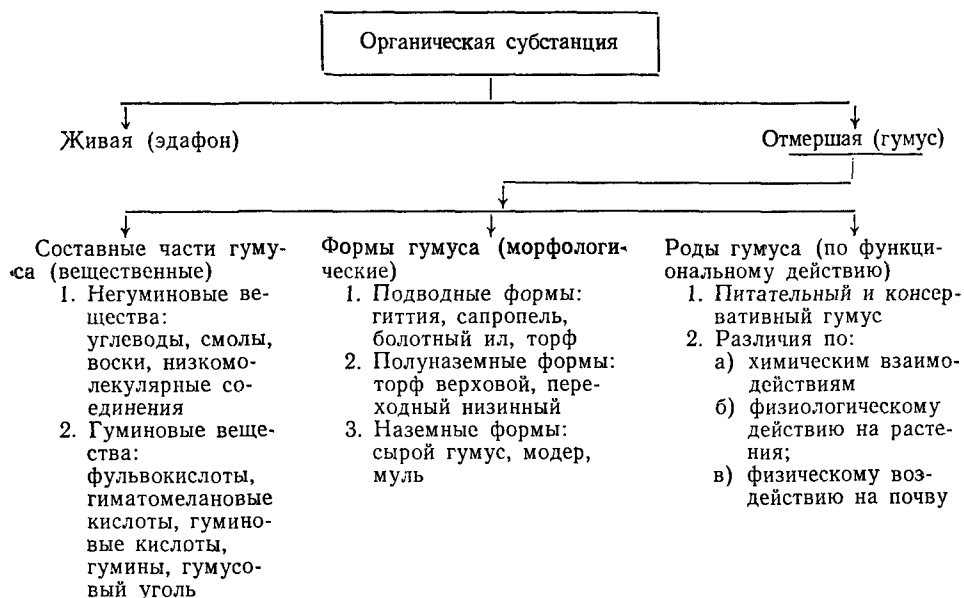 Органическая субстанция
Живая (эдафон)
Отмершая (гумус)
Составные части гуму-
са (вещественные)
1. Негуминовые ве-
щества:
углеводы, смолы,
воски, низкомо-
лекулярные со-
единения
2. Гуминовые веще-
ства:
фульвокислоты,
гиматомелановые
кислоты, гумино-
вые кислоты,
гумины, гумусо-
вый уголь
Формы гумуса (морфологи-
ческие)
1. Подводные формы:
гиттия, сапропель,
болотный ил, торф
2. Полуназемные формы:
торф верховой, пере-
ходный низинный
3. Наземные формы:
сырой гумус, модер,
муль
Роды гумуса (по функци-
ональному действию)
1. Питательный и консер-
вативный гумус
2. Различия по:
а) химическим взаимо-
действиям
б) физиологическому
действию на расте-
ния;
в) физическому воз-
действию на почву